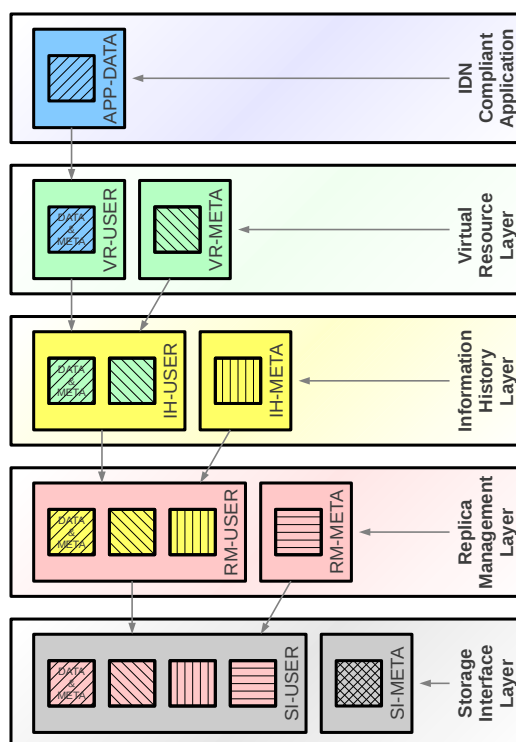 APP-DATA
IDN
Compliant
Application
DATA
&
META
VR-USER
VR-META
Virtual
Resource
Layer
DATA
&
META
IH-USER
IH-META
Information
History
Layer
DATA
&
META
RM-USER
RM-META
Replica
Management
Layer
DATA
&
META
SI-USER
SI-META
Storage
Interface
Layer